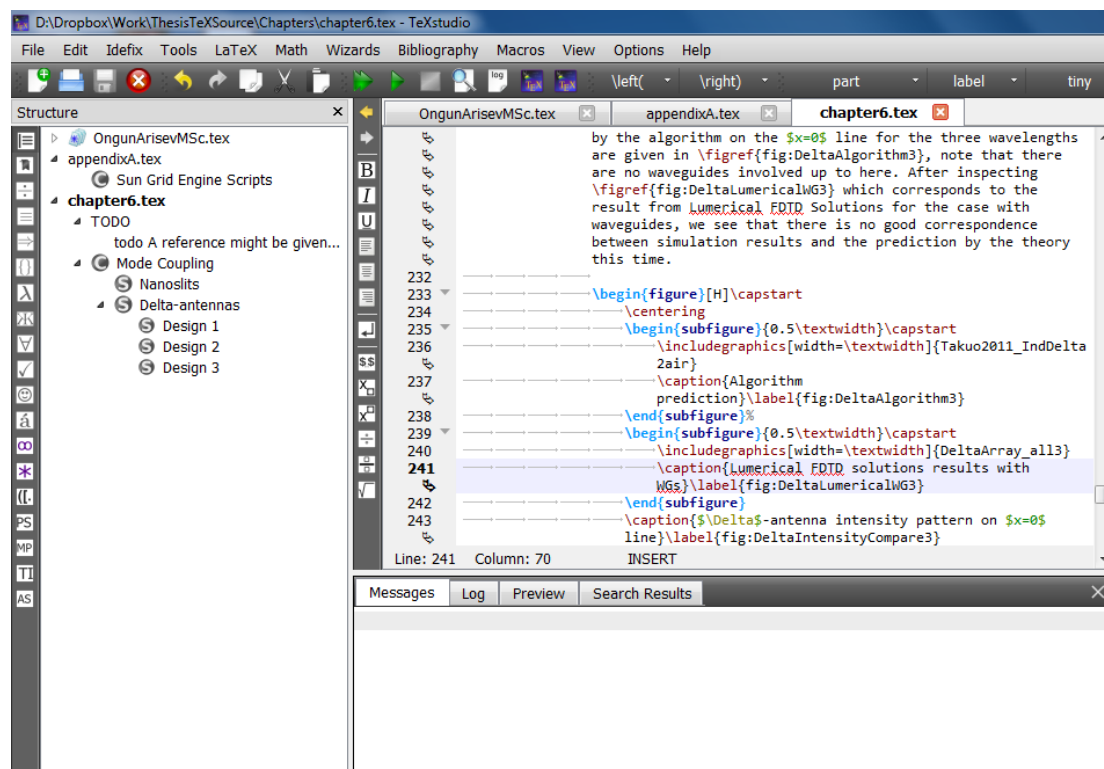 D:\Dropbox\Work\ThesisTeXSource\Chapters\chapter6.tex - TeXstudio
File Edit Idefix Tools LaTeX Math Wizards Bibliography Macros View Options Help
log TEX TEX \left( \right) part label tiny
Structure
OngunArisevMSc.tex appendixA.tex chapter6.tex
OngunArisevMSc.tex
appendixA.tex
Sun Grid Engine Scripts
chapter6.tex
TODO
todo A reference might be given...
Mode Coupling
Nanoslits
Delta-antennas
Design 1
Design 2
Design 3
PS
MP
TI
AS
B
I
U
$$
by the algorithm on the $x=0$ line for the three wavelengths
are given in \figref{fig:DeltaAlgorithm3}, note that there
are no waveguides involved up to here. After inspecting
\figref{fig:DeltaLumericalWG3} which corresponds to the
result from Lumerical FDTD Solutions for the case with
waveguides, we see that there is no good correspondence
between simulation results and the prediction by the theory
this time.
232
233 \begin{figure}[H]\capstart
234 \centering
235 \begin{subfigure}{0.5\textwidth}\capstart
236 \includegraphics[width=\textwidth]{Takuo2011_IndDelta
2air}
237 \caption{Algorithm
prediction}\label{fig:DeltaAlgorithm3}
238 \end{subfigure}%
239 \begin{subfigure}{0.5\textwidth}\capstart
240 \includegraphics[width=\textwidth]{DeltaArray_all3}
241 \caption{Lumerical FDTD solutions results with
WGs}\label{fig:DeltaLumericalWG3}
242 \end{subfigure}
243 \caption{$\Delta$-antenna intensity pattern on $x=0$
line}\label{fig:DeltaIntensityCompare3}
Line: 241 Column: 70 INSERT
Messages Log Preview Search Results